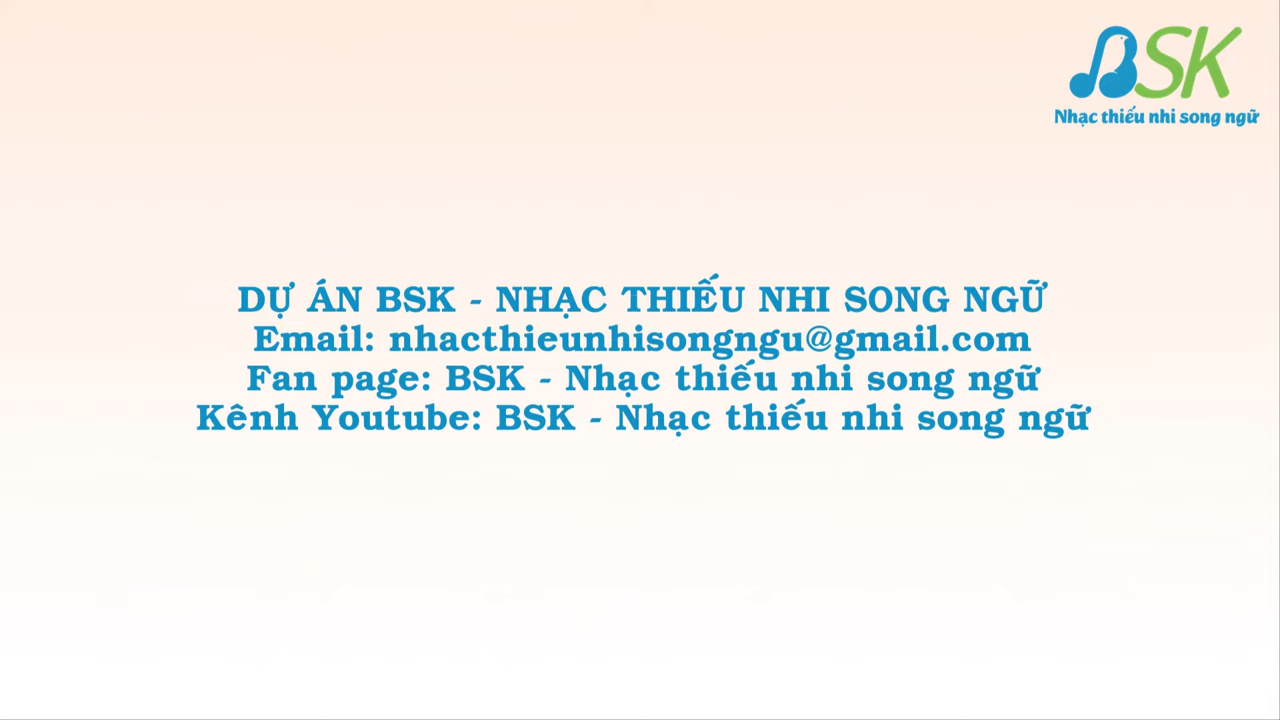 BSK
Nhạc thiếu nhi song ngữ
DỰ ÁN BSK - NHẠC THIẾU NHI SONG NGỮ
Email: nhacthieunhisongngu@gmail.com
Fan page: BSK - Nhạc thiếu nhi song ngữ
Kênh Youtube: BSK - Nhạc thiếu nhi song ngữ